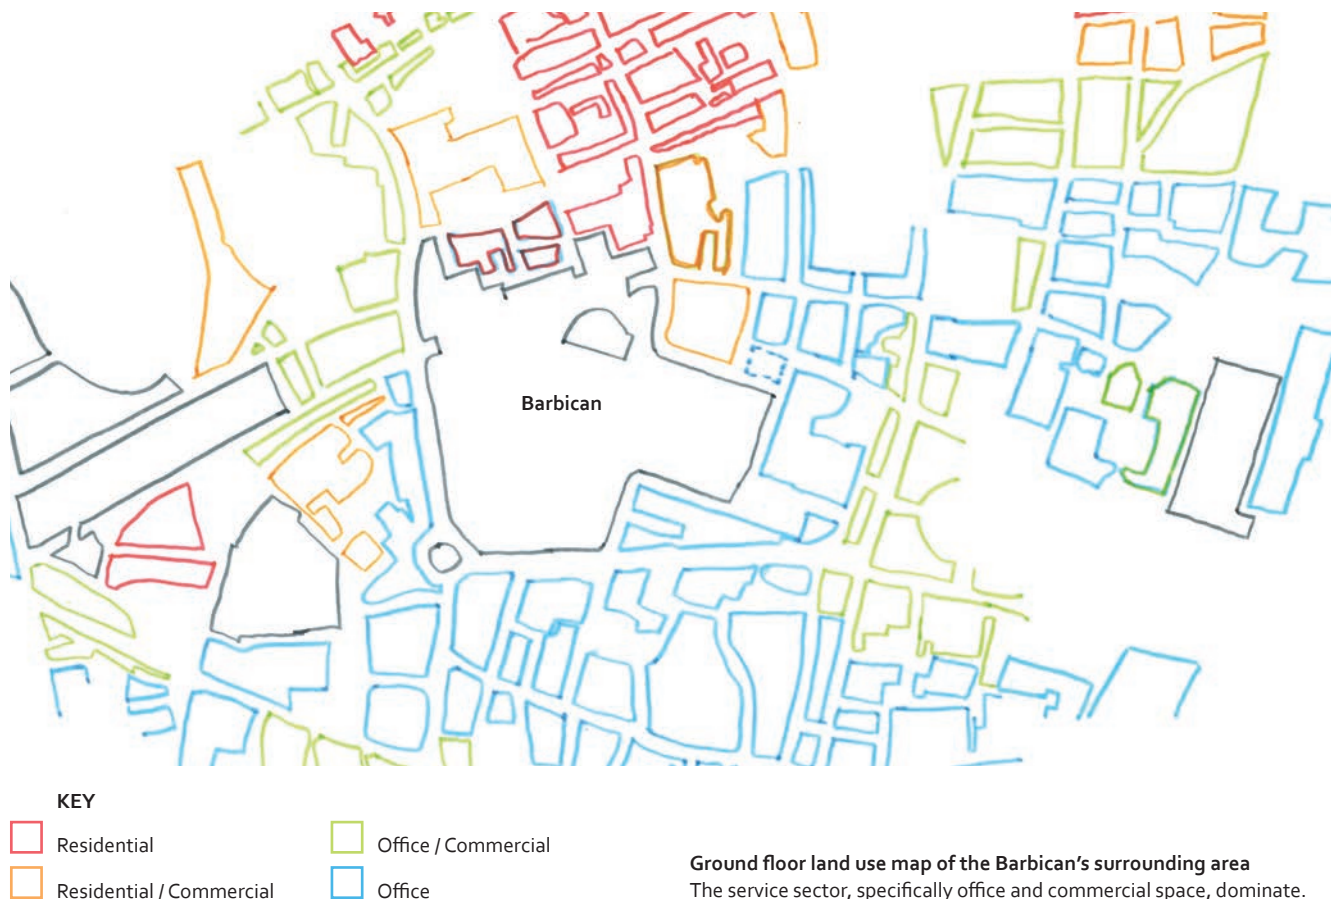 Barbican
KEY
Residential
Office / Commercial
Residential / Commercial
Office
Ground floor land use map of the Barbican's surrounding area
The service sector, specifically office and commercial space, dominate.